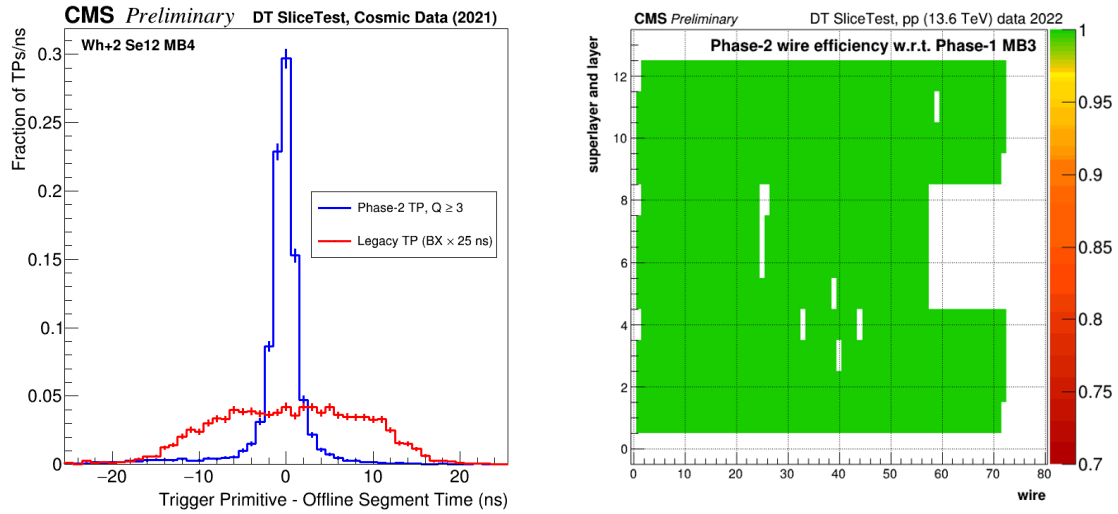 CMS Preliminary DT SliceTest, Cosmic Data (2021)
Wh+2 Se12 MB4
Fraction of TPs/ns
0.3
0.25
0.2
0.15
0.1
0.05
0
Phase-2 TP, Q ≥ 3
Legacy TP (BX × 25 ns)
−20 −10 0 10 20
Trigger Primitive - Offline Segment Time (ns)
CMS Preliminary DT SliceTest, pp (13.6 TeV) data 2022
Phase-2 wire efficiency w.r.t. Phase-1 MB3
superlayer and layer
12
10
8
6
4
2
0
0 10 20 30 40 50 60 70 80
wire
1
0.95
0.9
0.85
0.8
0.75
0.7